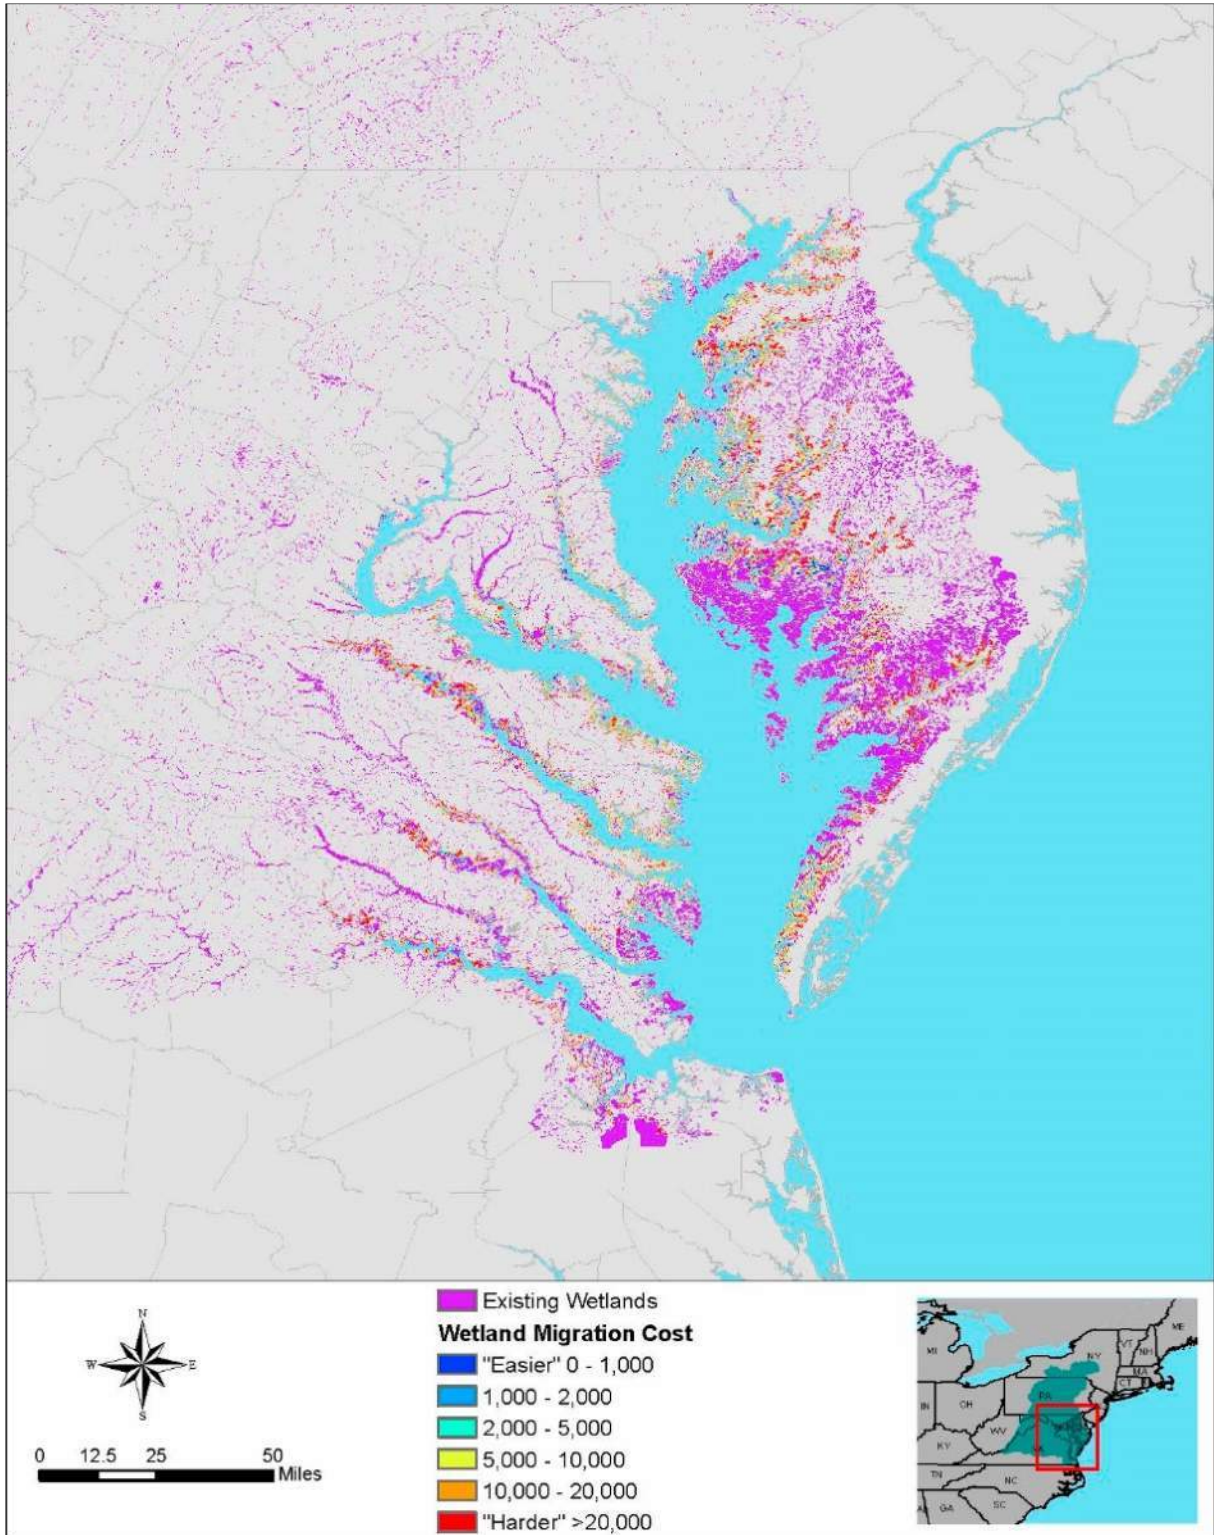 Existing Wetlands
Wetland Migration Cost
"Easier" 0 - 1,000
1,000 - 2,000
2,000 - 5,000
5,000 - 10,000
10,000 - 20,000
"Harder" >20,000
N
W E
S
0 12.5 25 50
Miles
ME
VT NH
MI NY
MA
CT
PA
IN OH
WV
KY VA
TN NC
GA SC